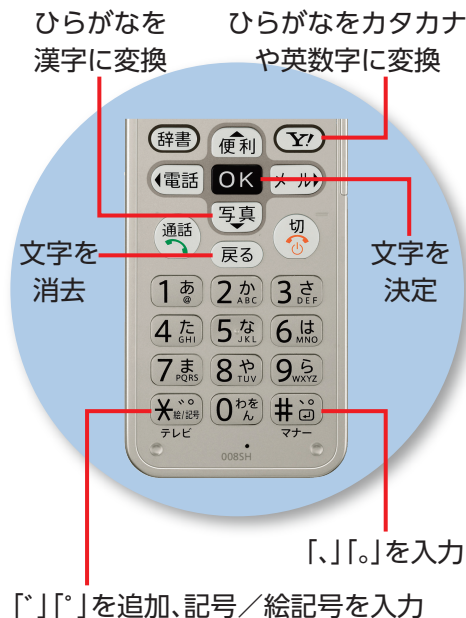 ひらがなを
漢字に変換
ひらがなをカタカナ
や英数字に変換
辞書
便利
Y!
電話
OK
メール
写真
通話
切
戻る
文字を
消去
文字を
決定
1 あ @
2 か ABC
3 さ DEF
4 た GHI
5 な JKL
6 は MNO
7 ま PQRS
8 や TUV
9 ら WXYZ
* ゛゜ 絵/記号
0 わをん
# 、。
テレビ
マナー
008SH
「、」「。」を入力
「゛」「゜」を追加、記号／絵記号を入力